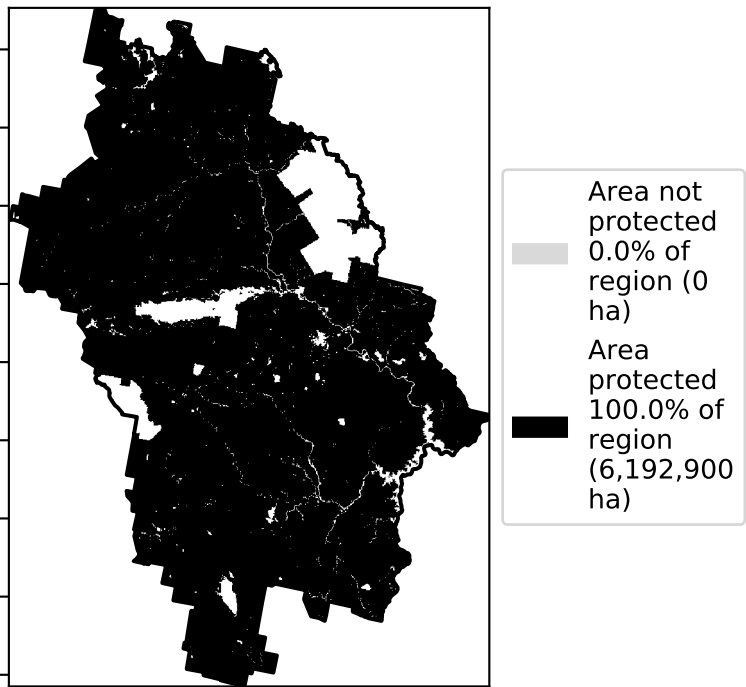 Area not
protected
0.0% of
region (0
ha)
Area
protected
100.0% of
region
(6,192,900
ha)